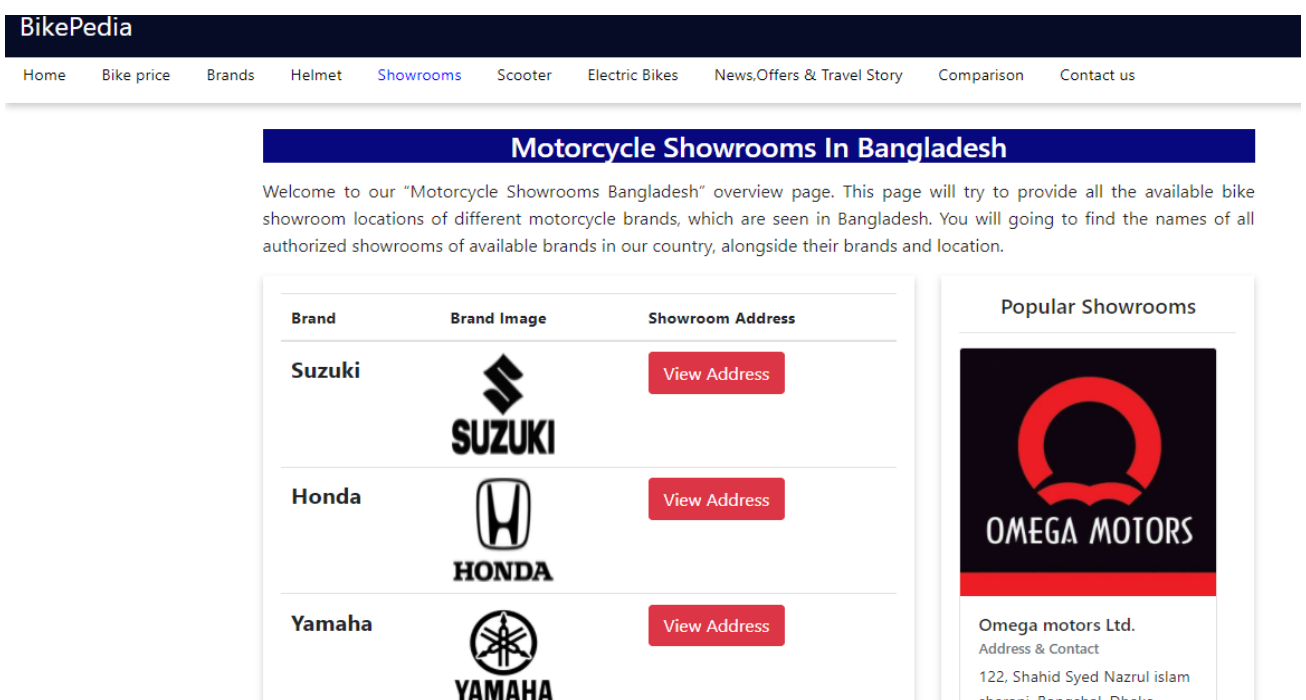 BikePedia
Home Bike price Brands Helmet Showrooms Scooter Electric Bikes News,Offers & Travel Story Comparison Contact us
Motorcycle Showrooms In Bangladesh
Welcome to our “Motorcycle Showrooms Bangladesh” overview page. This page will try to provide all the available bike
showroom locations of different motorcycle brands, which are seen in Bangladesh. You will going to find the names of all
authorized showrooms of available brands in our country, alongside their brands and location.
Brand Brand Image Showroom Address
Suzuki View Address
SUZUKI
Honda View Address
HONDA
Yamaha View Address
YAMAHA
Popular Showrooms
OMEGA MOTORS
Omega motors Ltd.
Address & Contact
122, Shahid Syed Nazrul islam